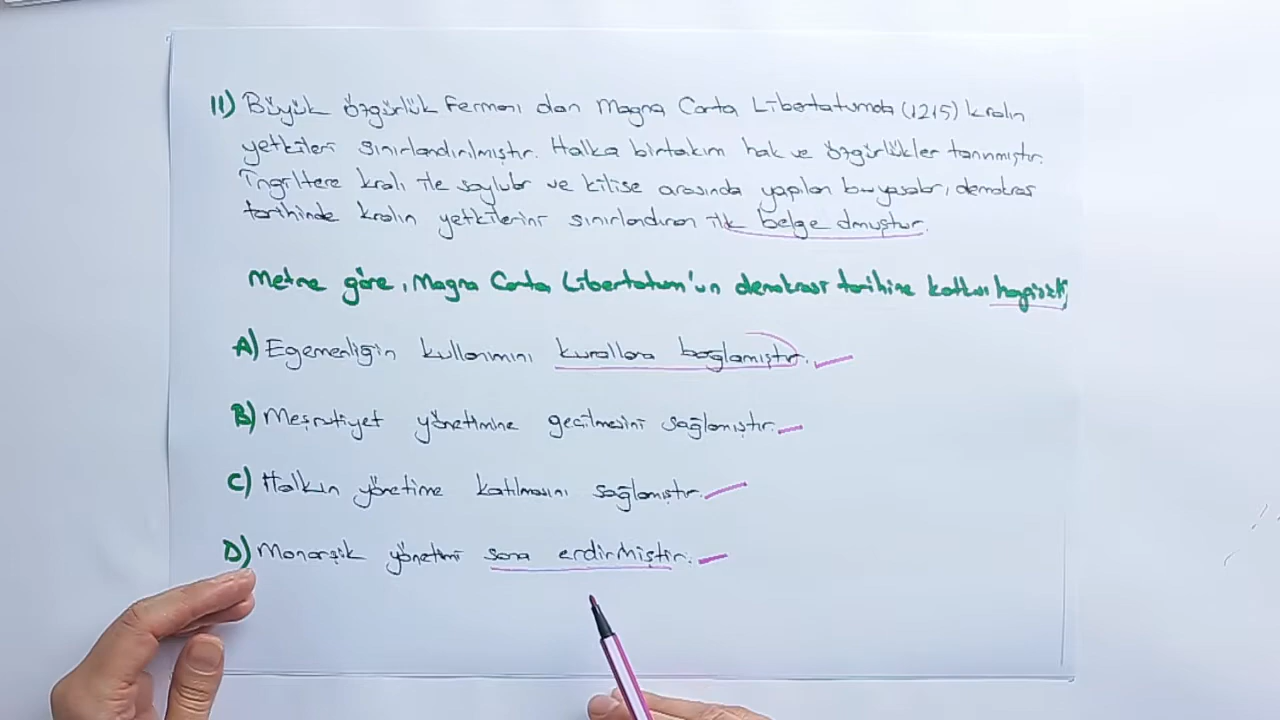 11) Büyük özgürlük Fermanı olan Magna Carta Libertatumda (1215) kralın
yetkileri sınırlandırılmıştır. Halka birtakım hak ve özgürlükler tanınmıştır.
İngiltere kralı ile soylular ve kilise arasında yapılan bu yasalar, demokrasi
tarihinde kralın yetkilerini sınırlandıran ilk belge olmuştur.
Metne göre, Magna Carta Libertatum'un demokrasi tarihine katkısı hangisidir
A) Egemenliğin kullanımını kurallara bağlamıştır.
B) Meşrutiyet yönetimine geçilmesini sağlamıştır.
C) Halkın yönetime katılmasını sağlamıştır.
D) Monarşik yönetimi sona erdirmiştir.